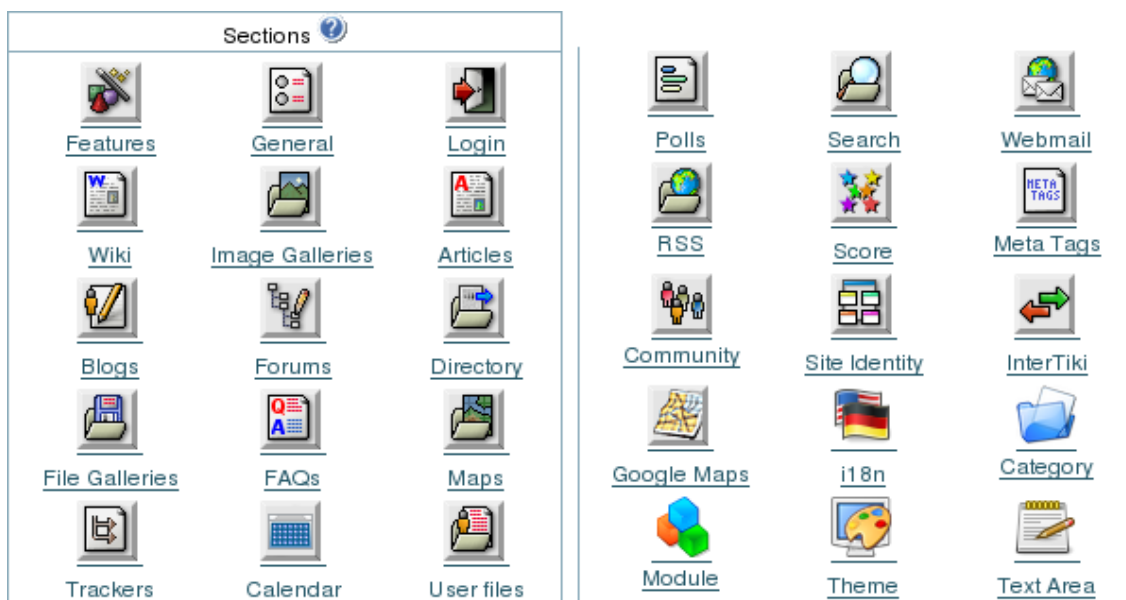 Sections ?
Features General Login
Wiki Image Galleries Articles
Blogs Forums Directory
File Galleries FAQs Maps
Trackers Calendar User files
Polls Search Webmail
RSS Score Meta Tags
META TAGS
Community Site Identity InterTiki
Google Maps i18n Category
Module Theme Text Area
W
A
Q
A